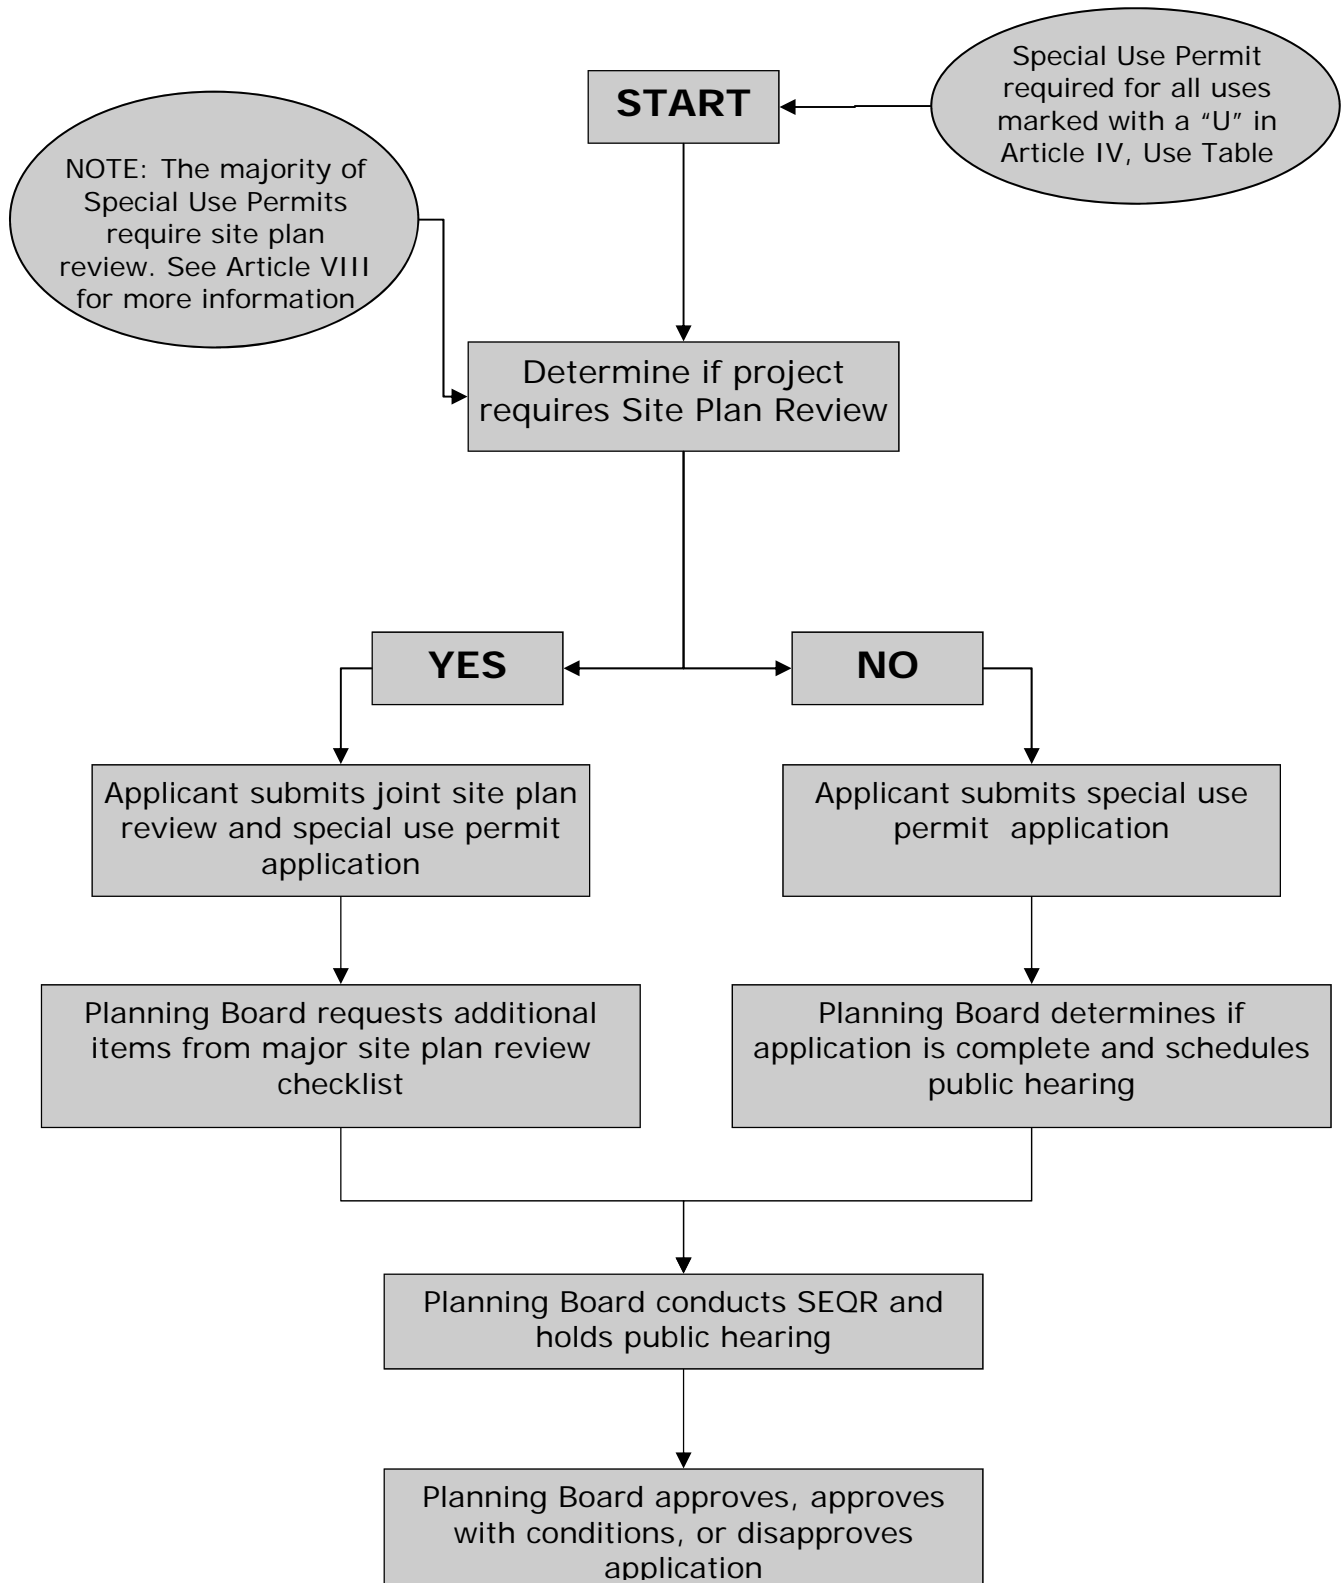 Special Use Permit
required for all uses
marked with a “U” in
Article IV, Use Table
START
NOTE: The majority of
Special Use Permits
require site plan
review. See Article VIII
for more information
Determine if project
requires Site Plan Review
YES
NO
Applicant submits joint site plan
review and special use permit
application
Applicant submits special use
permit application
Planning Board requests additional
items from major site plan review
checklist
Planning Board determines if
application is complete and schedules
public hearing
Planning Board conducts SEQR and
holds public hearing
Planning Board approves, approves
with conditions, or disapproves
application